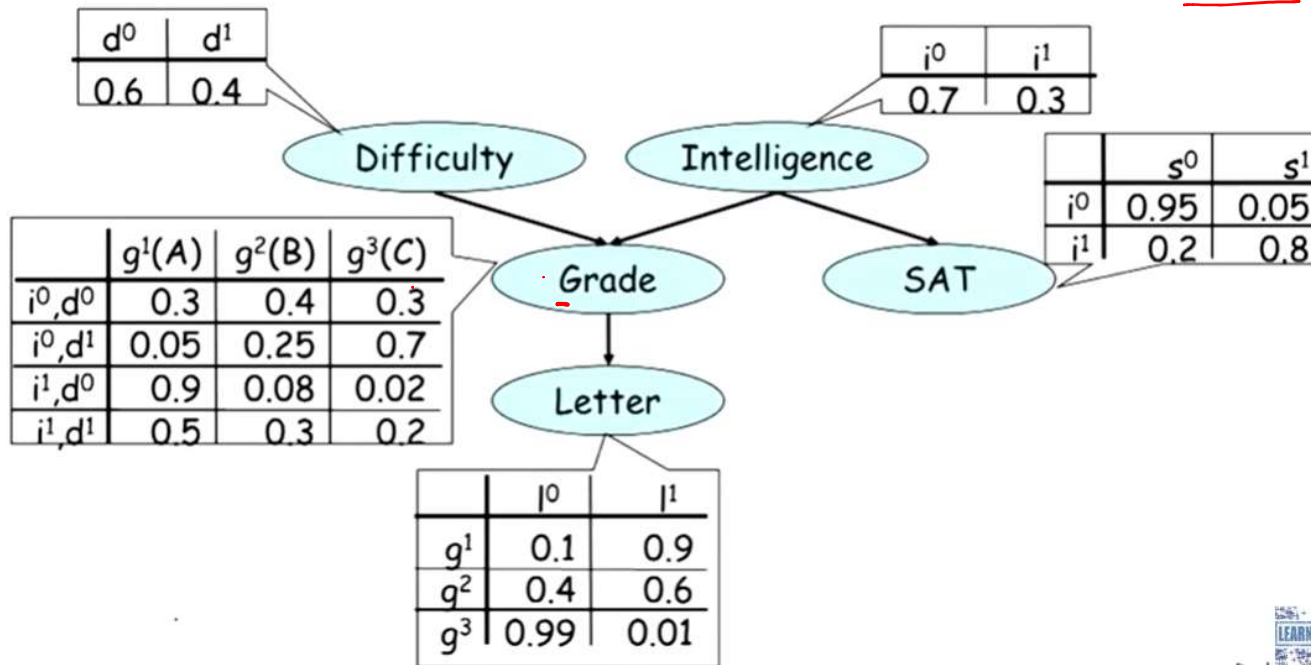 d⁰ d¹
0.6 0.4
i⁰ i¹
0.7 0.3
Difficulty
Intelligence
s⁰ s¹
i⁰ 0.95 0.05
i¹ 0.2 0.8
g¹(A) g²(B) g³(C)
i⁰,d⁰ 0.3 0.4 0.3
i⁰,d¹ 0.05 0.25 0.7
i¹,d⁰ 0.9 0.08 0.02
i¹,d¹ 0.5 0.3 0.2
Grade
SAT
Letter
l⁰ l¹
g¹ 0.1 0.9
g² 0.4 0.6
g³ 0.99 0.01
LEARN